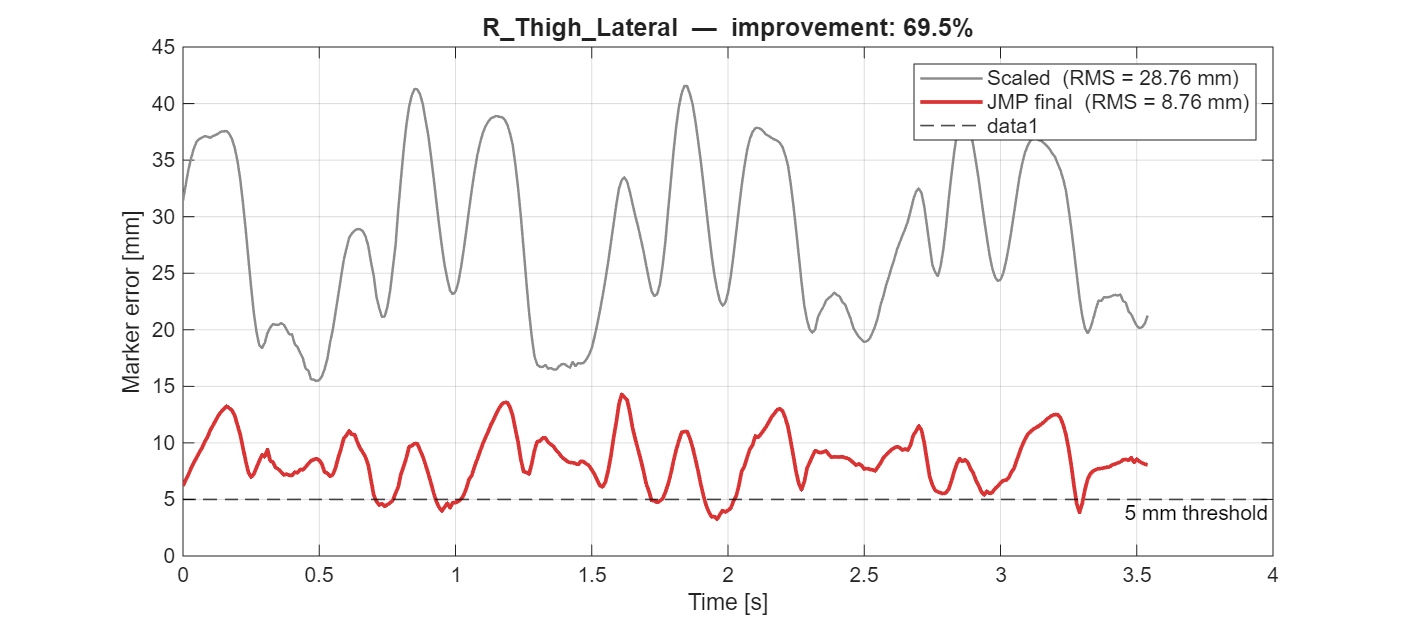 R_Thigh_Lateral — improvement: 69.5%
Scaled (RMS = 28.76 mm)
JMP final (RMS = 8.76 mm)
data1
Marker error [mm]
45
40
35
30
25
20
15
10
5
0
5 mm threshold
0 0.5 1 1.5 2 2.5 3 3.5 4
Time [s]